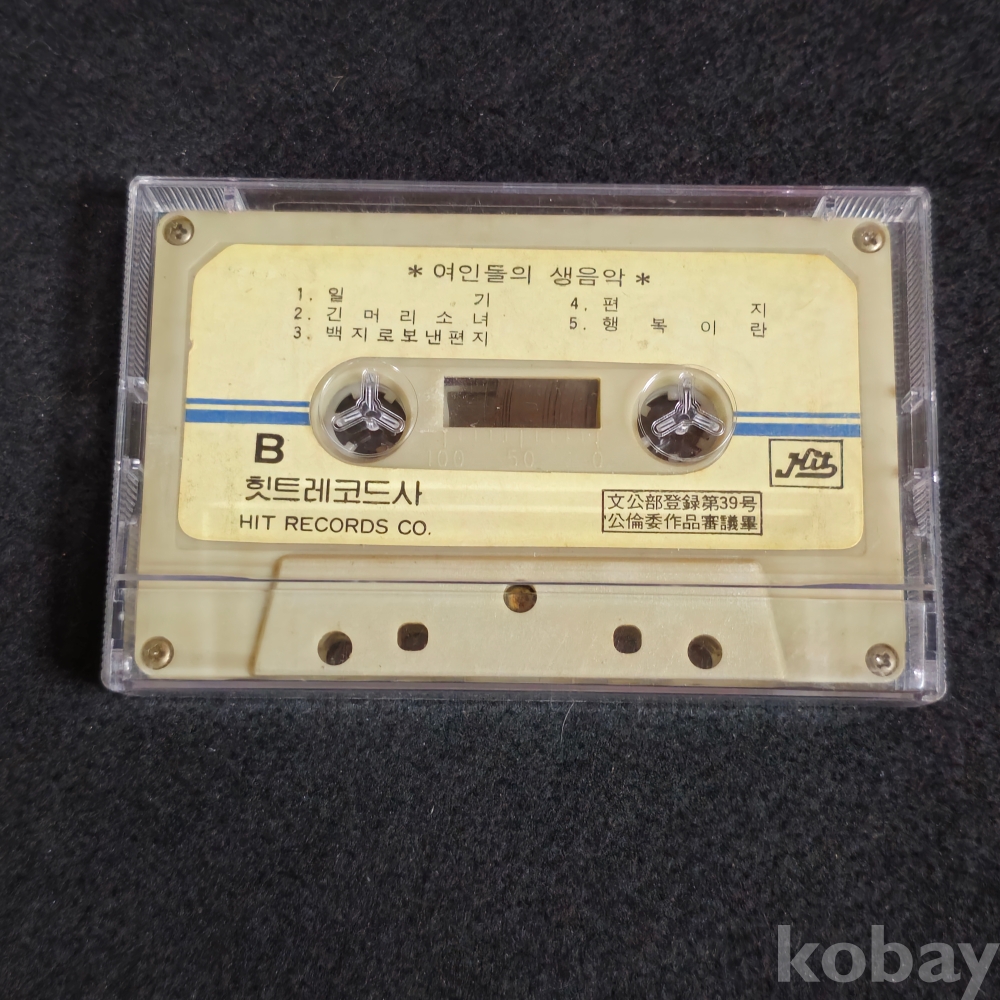 *여인들의 생음악*
1. 일 기
2. 긴 머 리 소 녀
3. 백 지 로 보 낸 편 지
4. 편 지
5. 행 복 이 란
100 50 0
B
Hit
힛트레코드사
HIT RECORDS CO.
文公部登録第39号
公倫委作品審議畢
kobay